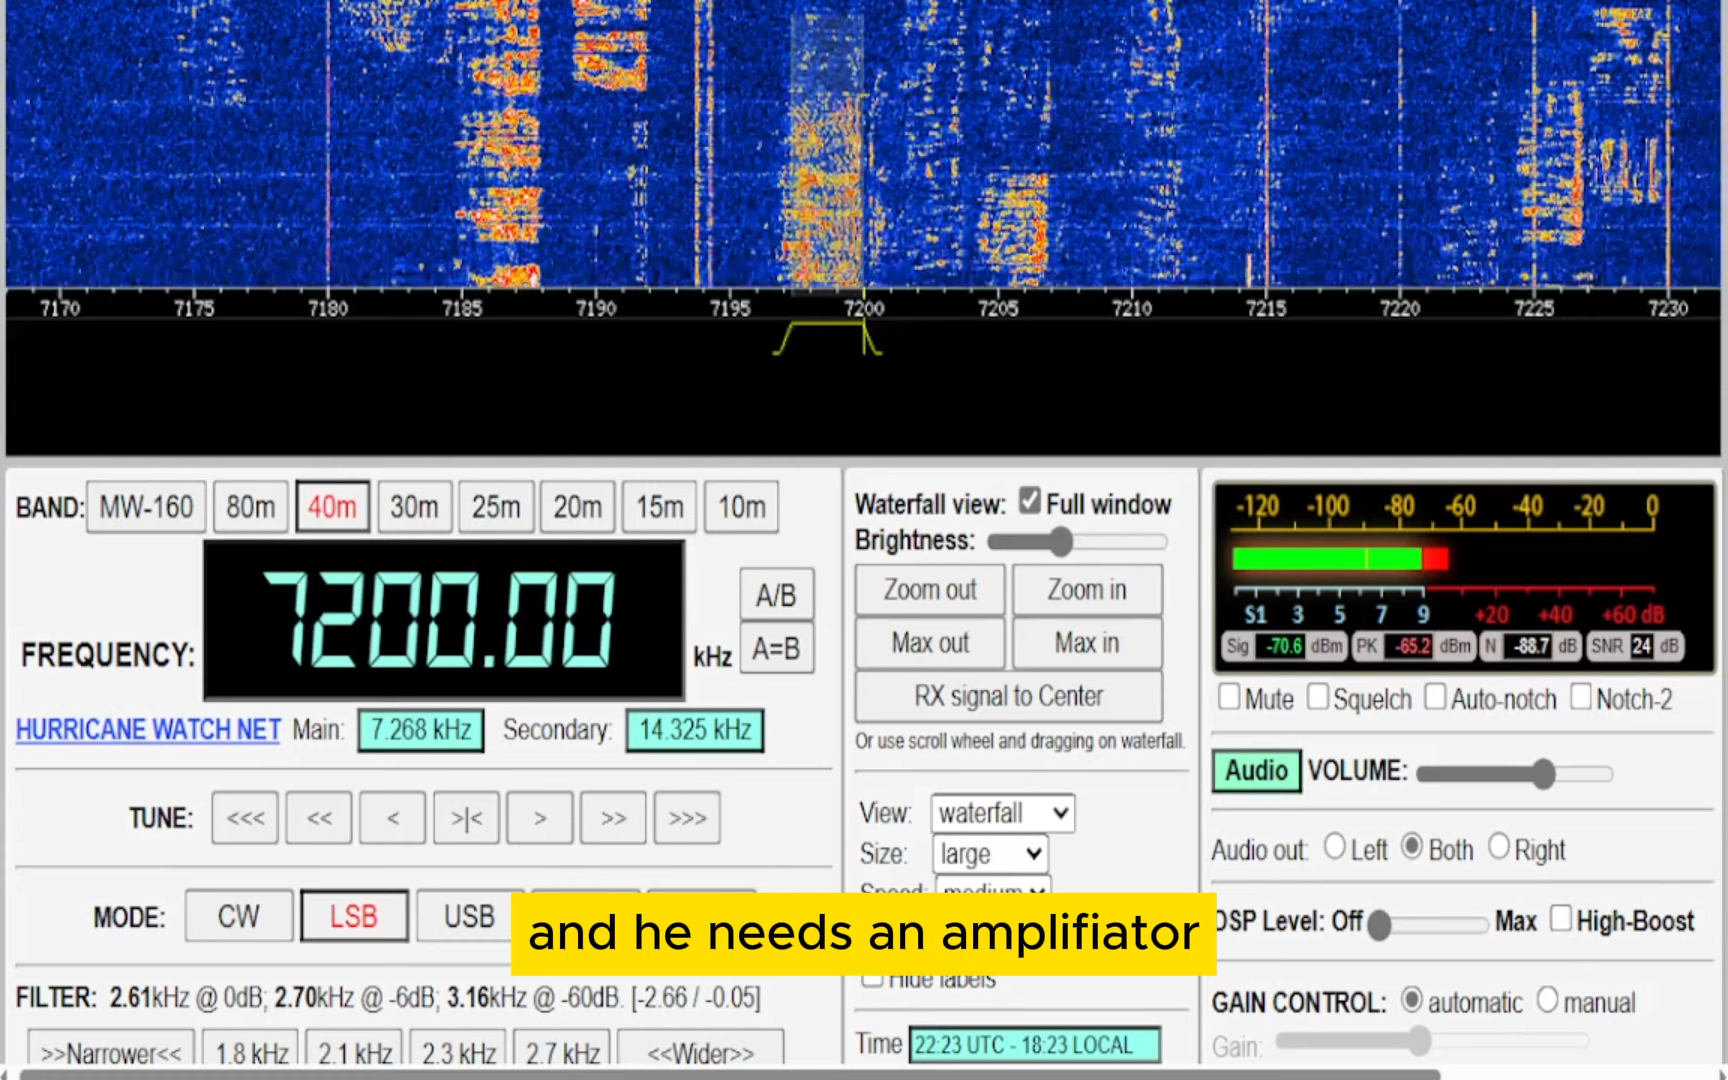 7170 7175 7180 7185 7190 7195 7200 7205 7210 7215 7220 7225 7230
BAND: MW-160 80m 40m 30m 25m 20m 15m 10m
FREQUENCY: 7200.00 kHz A/B A=B
HURRICANE WATCH NET Main: 7.268 kHz Secondary: 14.325 kHz
TUNE: <<< << < >|< > >> >>>
MODE: CW LSB USB
FILTER: 2.61kHz @ 0dB; 2.70kHz @ -6dB; 3.16kHz @ -60dB. [-2.66 / -0.05]
>>Narrower<< 1.8 kHz 2.1 kHz 2.3 kHz 2.7 kHz <<Wider>>
Waterfall view: Full window
Brightness:
Zoom out Zoom in
Max out Max in
RX signal to Center
Or use scroll wheel and dragging on waterfall.
View: waterfall
Size: large
Speed: medium
and he needs an amplifiator
Hide labels
Time 22:23 UTC - 18:23 LOCAL
-120 -100 -80 -60 -40 -20 0
S1 3 5 7 9 +20 +40 +60 dB
Sig -70.6 dBm PK -65.2 dBm N -88.7 dB SNR 24 dB
Mute Squelch Auto-notch Notch-2
Audio VOLUME:
Audio out: Left Both Right
DSP Level: Off Max High-Boost
GAIN CONTROL: automatic manual
Gain: